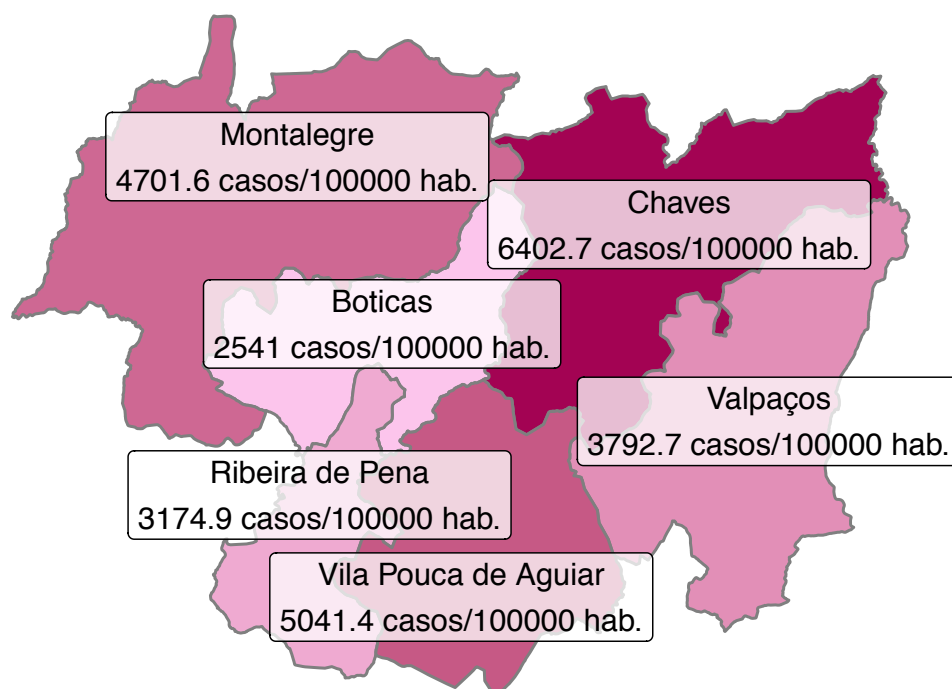 Montalegre
4701.6 casos/100000 hab.
Chaves
6402.7 casos/100000 hab.
Boticas
2541 casos/100000 hab.
Valpaços
3792.7 casos/100000 hab.
Ribeira de Pena
3174.9 casos/100000 hab.
Vila Pouca de Aguiar
5041.4 casos/100000 hab.